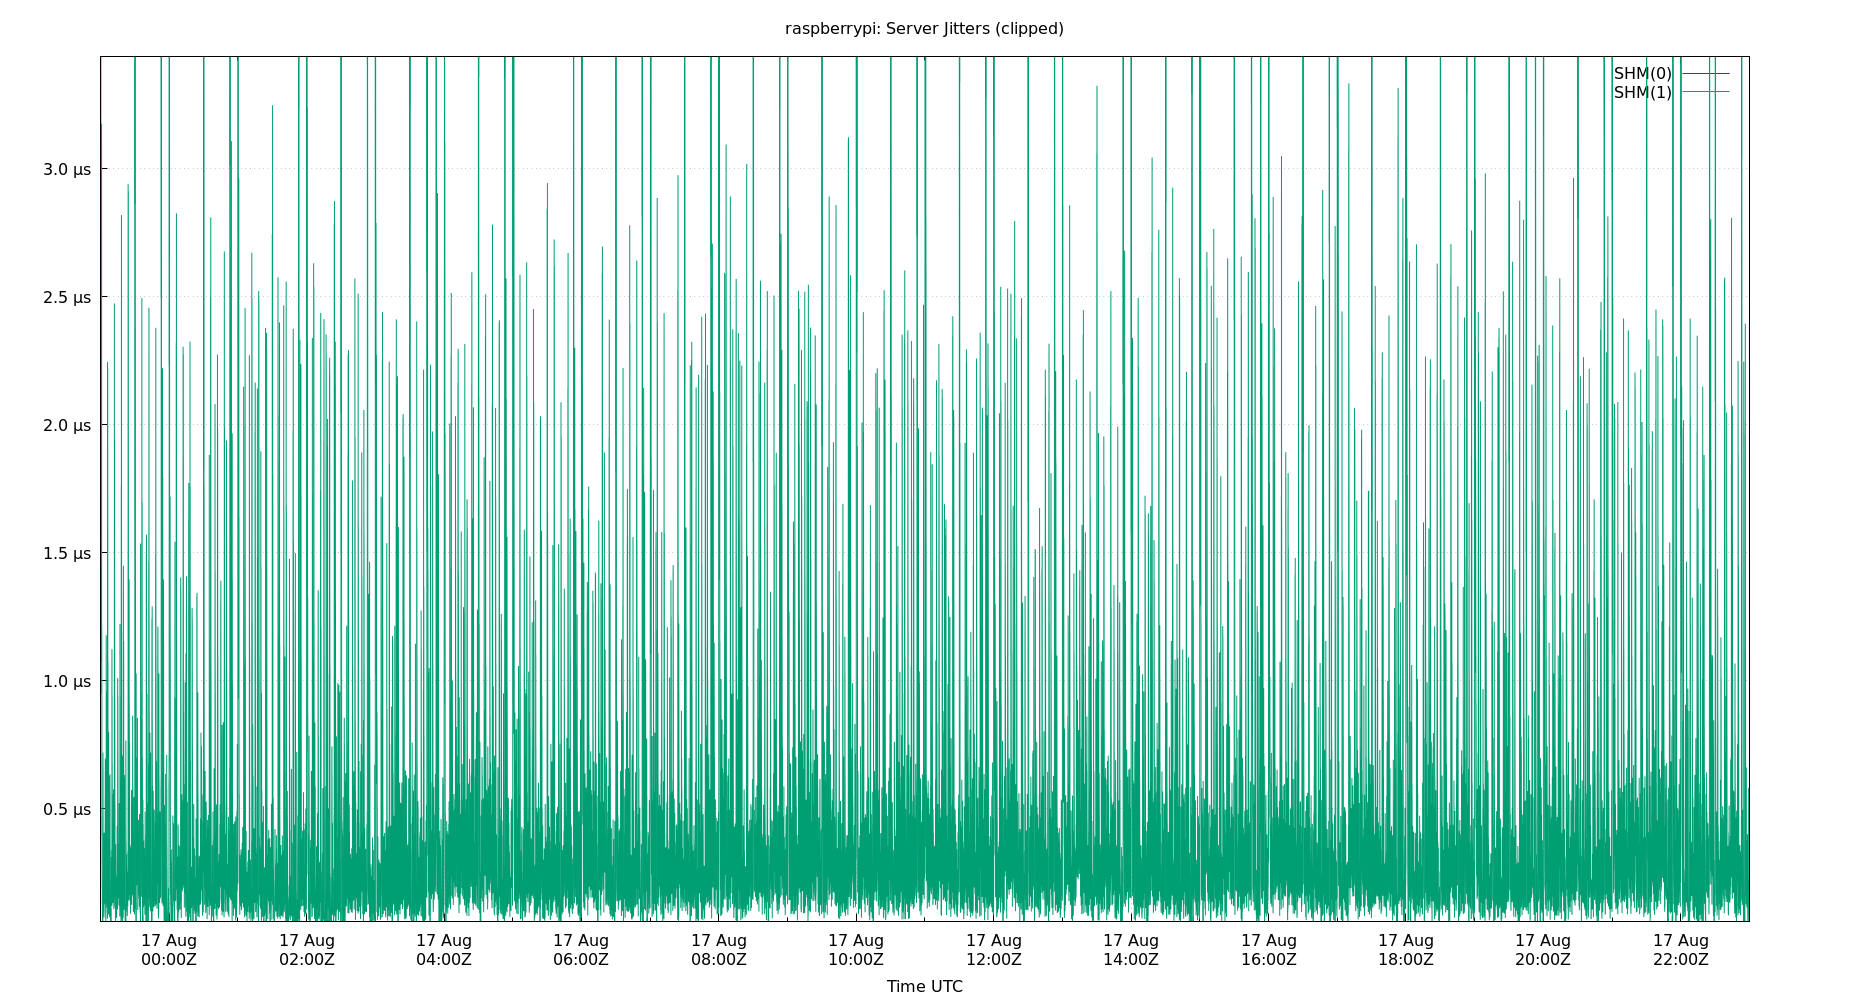 raspberrypi: Server Jitters (clipped)
SHM(0)
SHM(1)
3.0 µs
2.5 µs
2.0 µs
1.5 µs
1.0 µs
0.5 µs
17 Aug 17 Aug 17 Aug 17 Aug 17 Aug 17 Aug 17 Aug 17 Aug 17 Aug 17 Aug 17 Aug 17 Aug
00:00Z 02:00Z 04:00Z 06:00Z 08:00Z 10:00Z 12:00Z 14:00Z 16:00Z 18:00Z 20:00Z 22:00Z
Time UTC